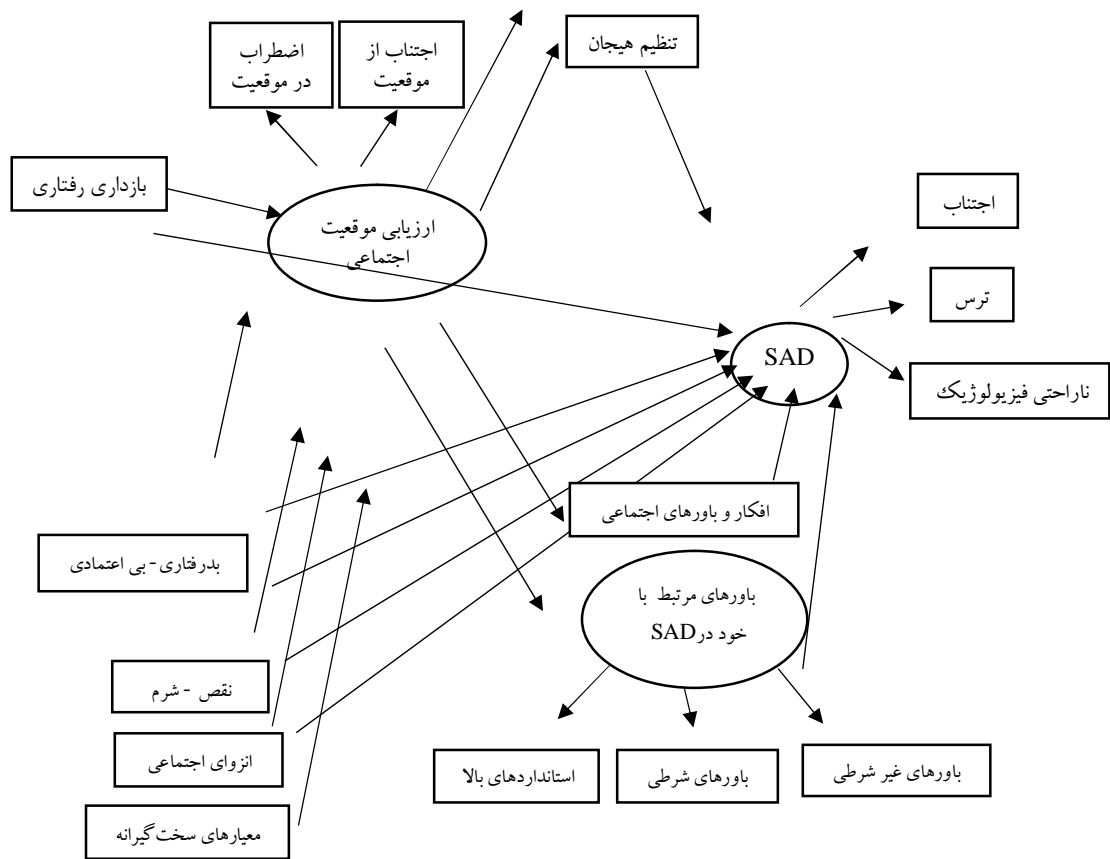 تنظیم هیجان
اجتناب از
موقعیت
اضطراب
در موقعیت
بازداری رفتاری
اجتناب
ارزیابی موقعیت
اجتماعی
ترس
SAD
ناراحتی فیزیولوژیک
افکار و باورهای اجتماعی
بدرفتاری - بی اعتمادی
باورهای مرتبط با
خود در SAD
نقص - شرم
انزوای اجتماعی
باورهای غیر شرطی
باورهای شرطی
استانداردهای بالا
معیارهای سخت‌گیرانه